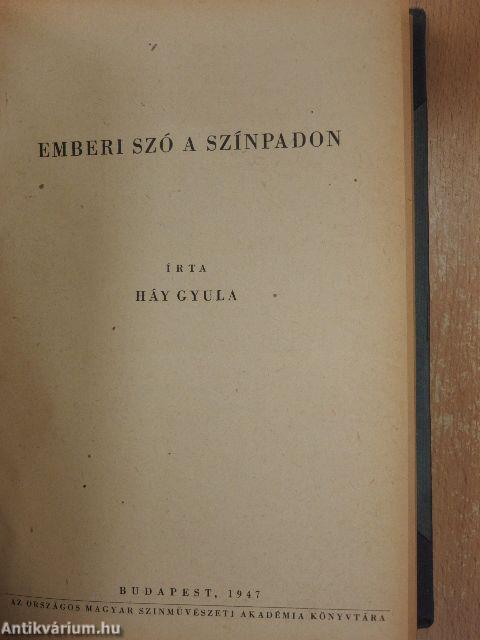 EMBERI SZÓ A SZÍNPADON
ÍRTA
HÁY GYULA
BUDAPEST, 1947
AZ ORSZÁGOS MAGYAR SZINMŰVÉSZETI AKADÉMIA KÖNYVTÁRA
Antikvárium.hu